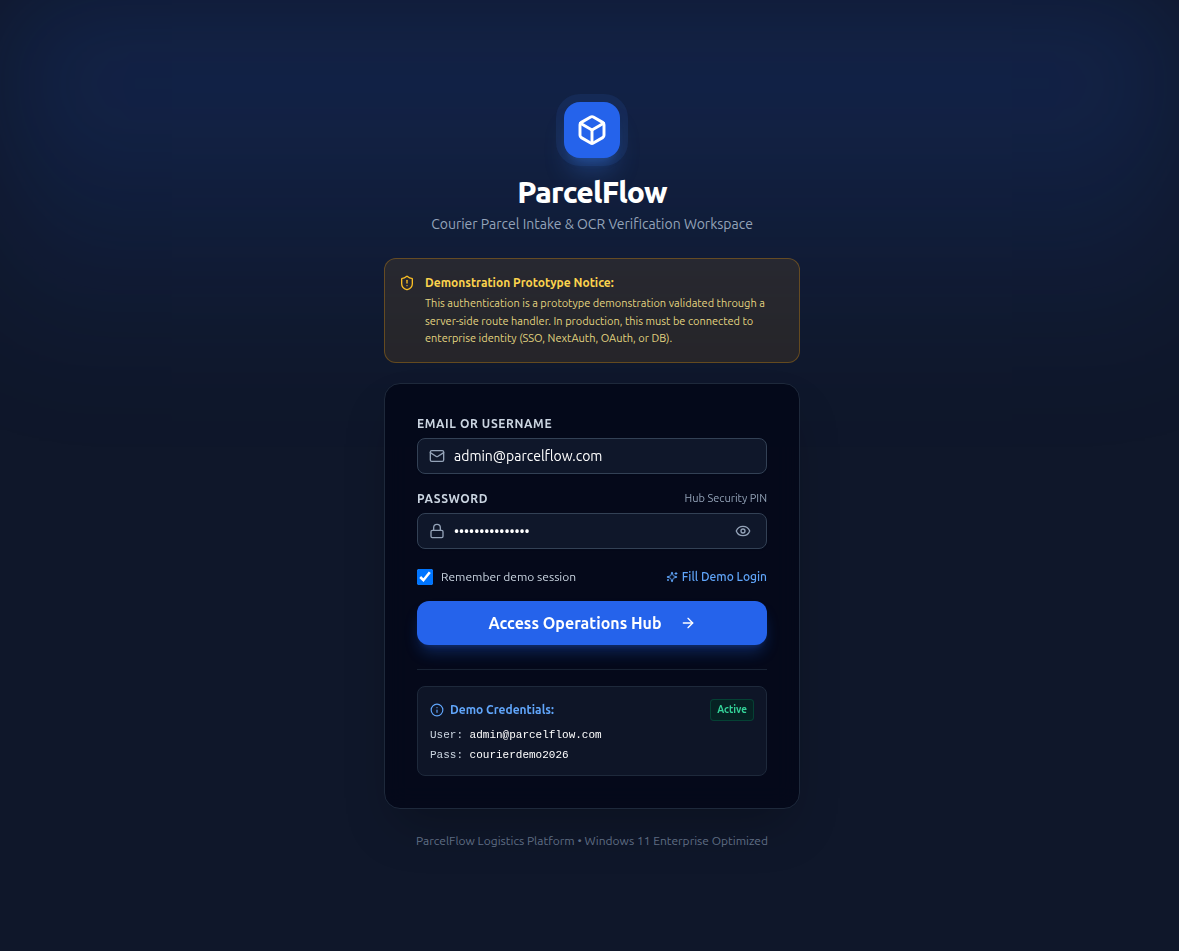 ParcelFlow
Courier Parcel Intake & OCR Verification Workspace
Demonstration Prototype Notice:
This authentication is a prototype demonstration validated through a
server-side route handler. In production, this must be connected to
enterprise identity (SSO, NextAuth, OAuth, or DB).
EMAIL OR USERNAME
admin@parcelflow.com
PASSWORD Hub Security PIN
•••••••••••••••
Remember demo session Fill Demo Login
Access Operations Hub →
Demo Credentials: Active
User: admin@parcelflow.com
Pass: courierdemo2026
ParcelFlow Logistics Platform • Windows 11 Enterprise Optimized